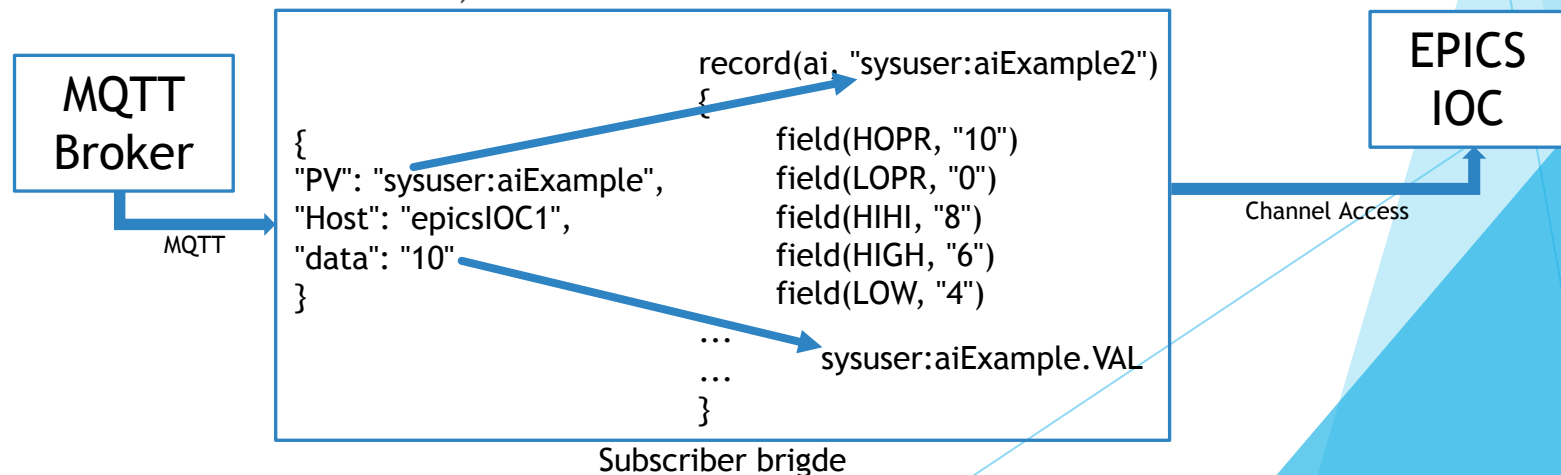 MQTT
Broker
MQTT
{
"PV": "sysuser:aiExample",
"Host": "epicsIOC1",
"data": "10"
}
record(ai, "sysuser:aiExample2")
{
field(HOPR, "10")
field(LOPR, "0")
field(HIHI, "8")
field(HIGH, "6")
field(LOW, "4")
...
sysuser:aiExample.VAL
...
}
Subscriber brigde
Channel Access
EPICS
IOC